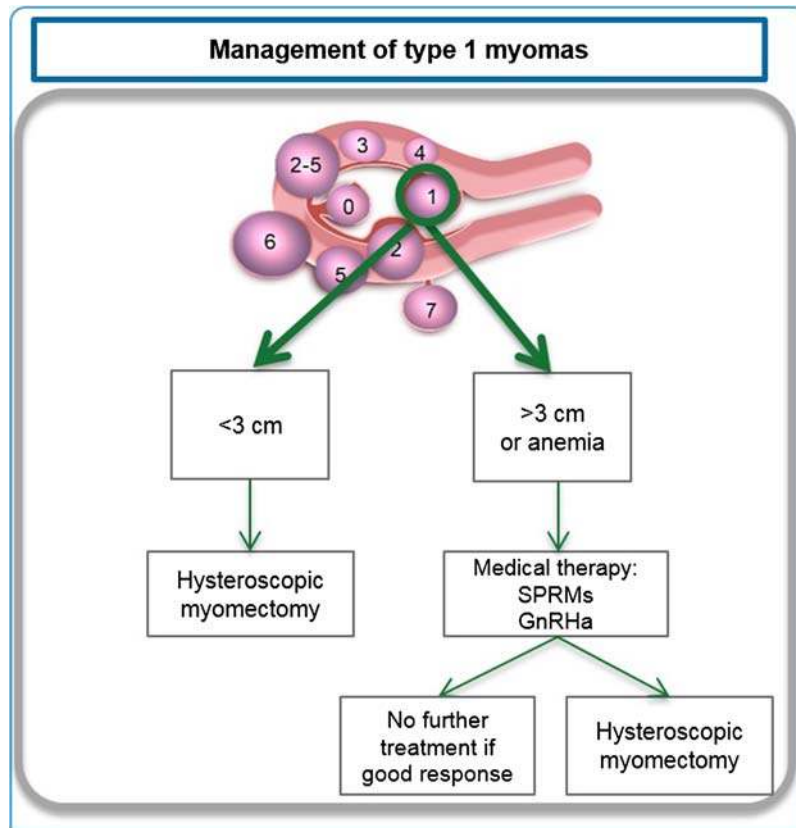 Management of type 1 myomas
3
4
2-5
0
1
6
2
5
7
<3 cm
>3 cm
or anemia
Hysteroscopic
myomectomy
Medical therapy:
SPRMs
GnRHa
No further
treatment if
good response
Hysteroscopic
myomectomy